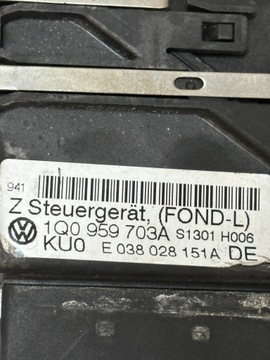 941
Z Steuergerät, (FOND-L)
1Q0 959 703A S1301 H006
KU0 E 038 028 151A DE